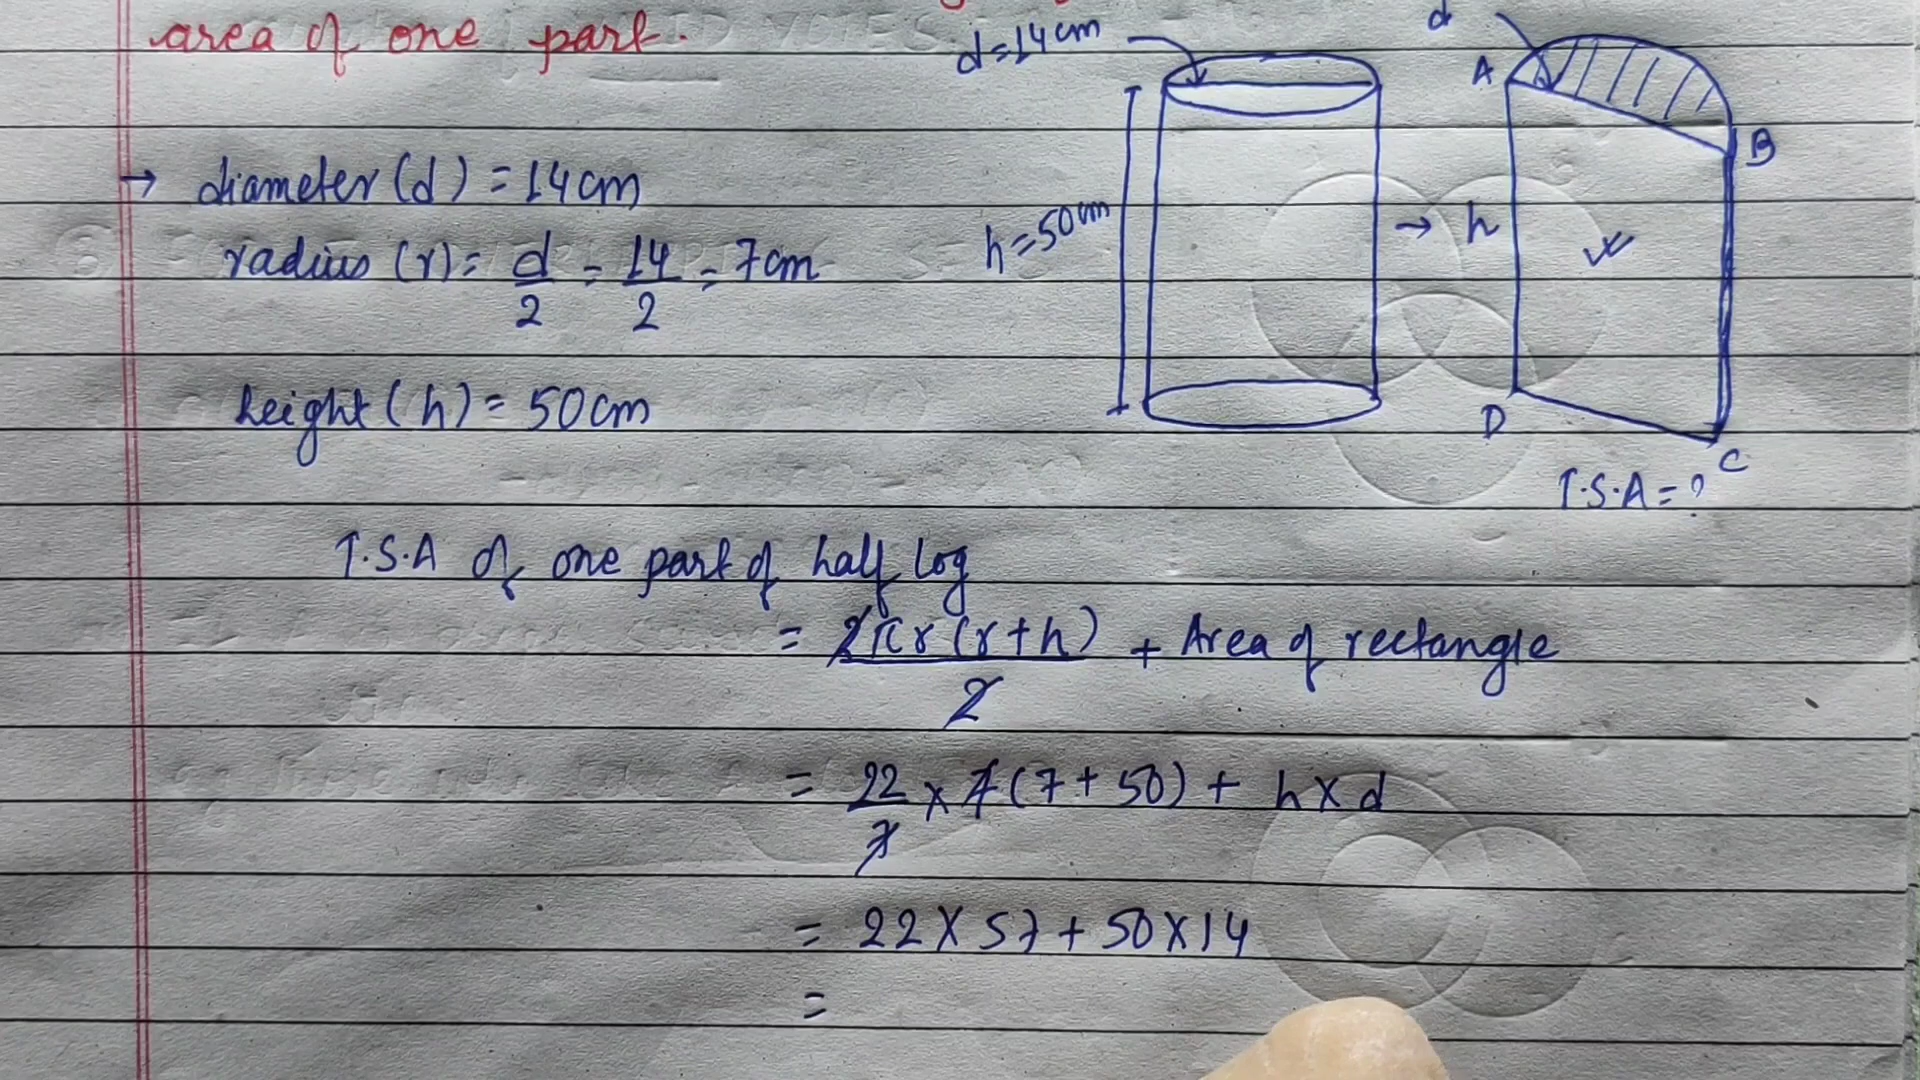 area of one part.
d=14cm
d
A
B
→ diameter (d) = 14cm
radius (r) = d/2 = 14/2 = 7cm
h=50cm
→ h
height (h) = 50cm
D
C
T.S.A = ?
T.S.A of one part of half log
= 2πr(r+h)/2 + Area of rectangle
= 22/7 × 7(7+50) + h×d
= 22×57+50×14
=